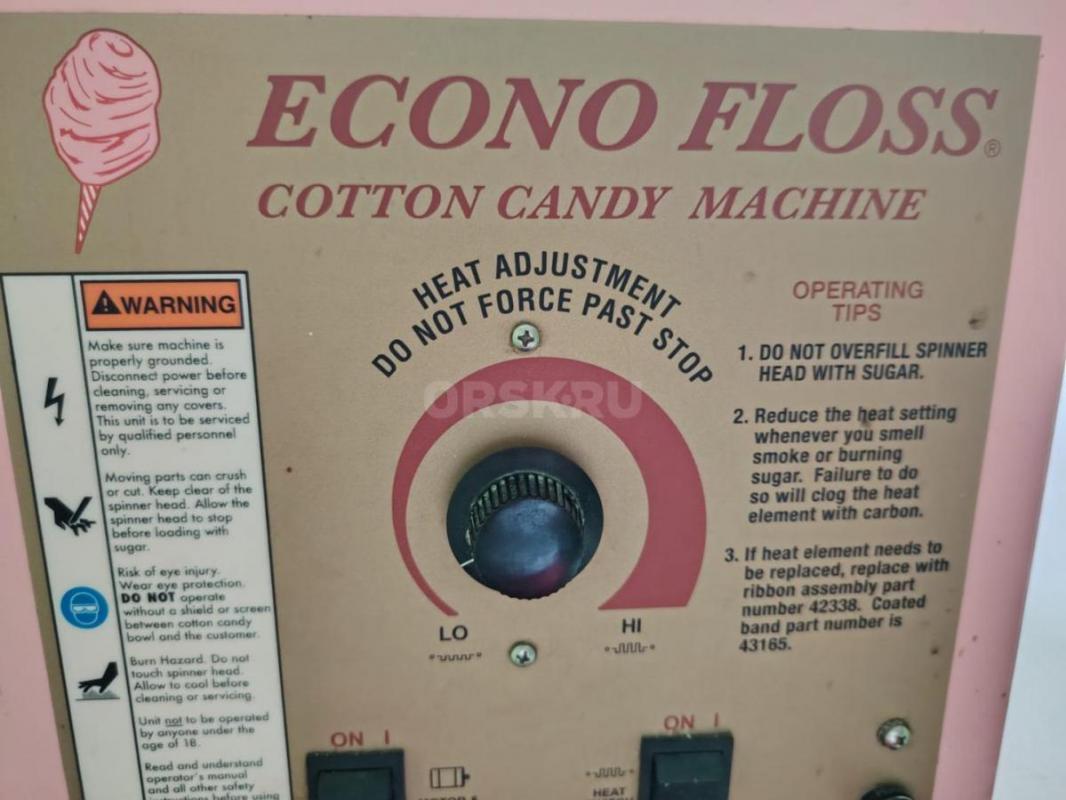 ECONO FLOSS®
COTTON CANDY MACHINE
HEAT ADJUSTMENT
DO NOT FORCE PAST STOP
ORSK.RU
LO
HI
WARNING
Make sure machine is
properly grounded.
Disconnect power before
cleaning, servicing or
removing any covers.
This unit is to be serviced
by qualified personnel
only.
Moving parts can crush
or cut. Keep clear of the
spinner head. Allow the
spinner head to stop
before loading with
sugar.
Risk of eye injury.
Wear eye protection.
DO NOT operate
without a shield or screen
between cotton candy
bowl and the customer.
Burn Hazard. Do not
touch spinner head.
Allow to cool before
cleaning or servicing.
Unit not to be operated
by anyone under the
age of 18.
Read and understand
operator's manual
and all other safety
instructions before using
OPERATING
TIPS
1. DO NOT OVERFILL SPINNER
HEAD WITH SUGAR.
2. Reduce the heat setting
whenever you smell
smoke or burning
sugar. Failure to do
so will clog the heat
element with carbon.
3. If heat element needs to
be replaced, replace with
ribbon assembly part
number 42338. Coated
band part number is
43165.
ON I
ON I
HEAT